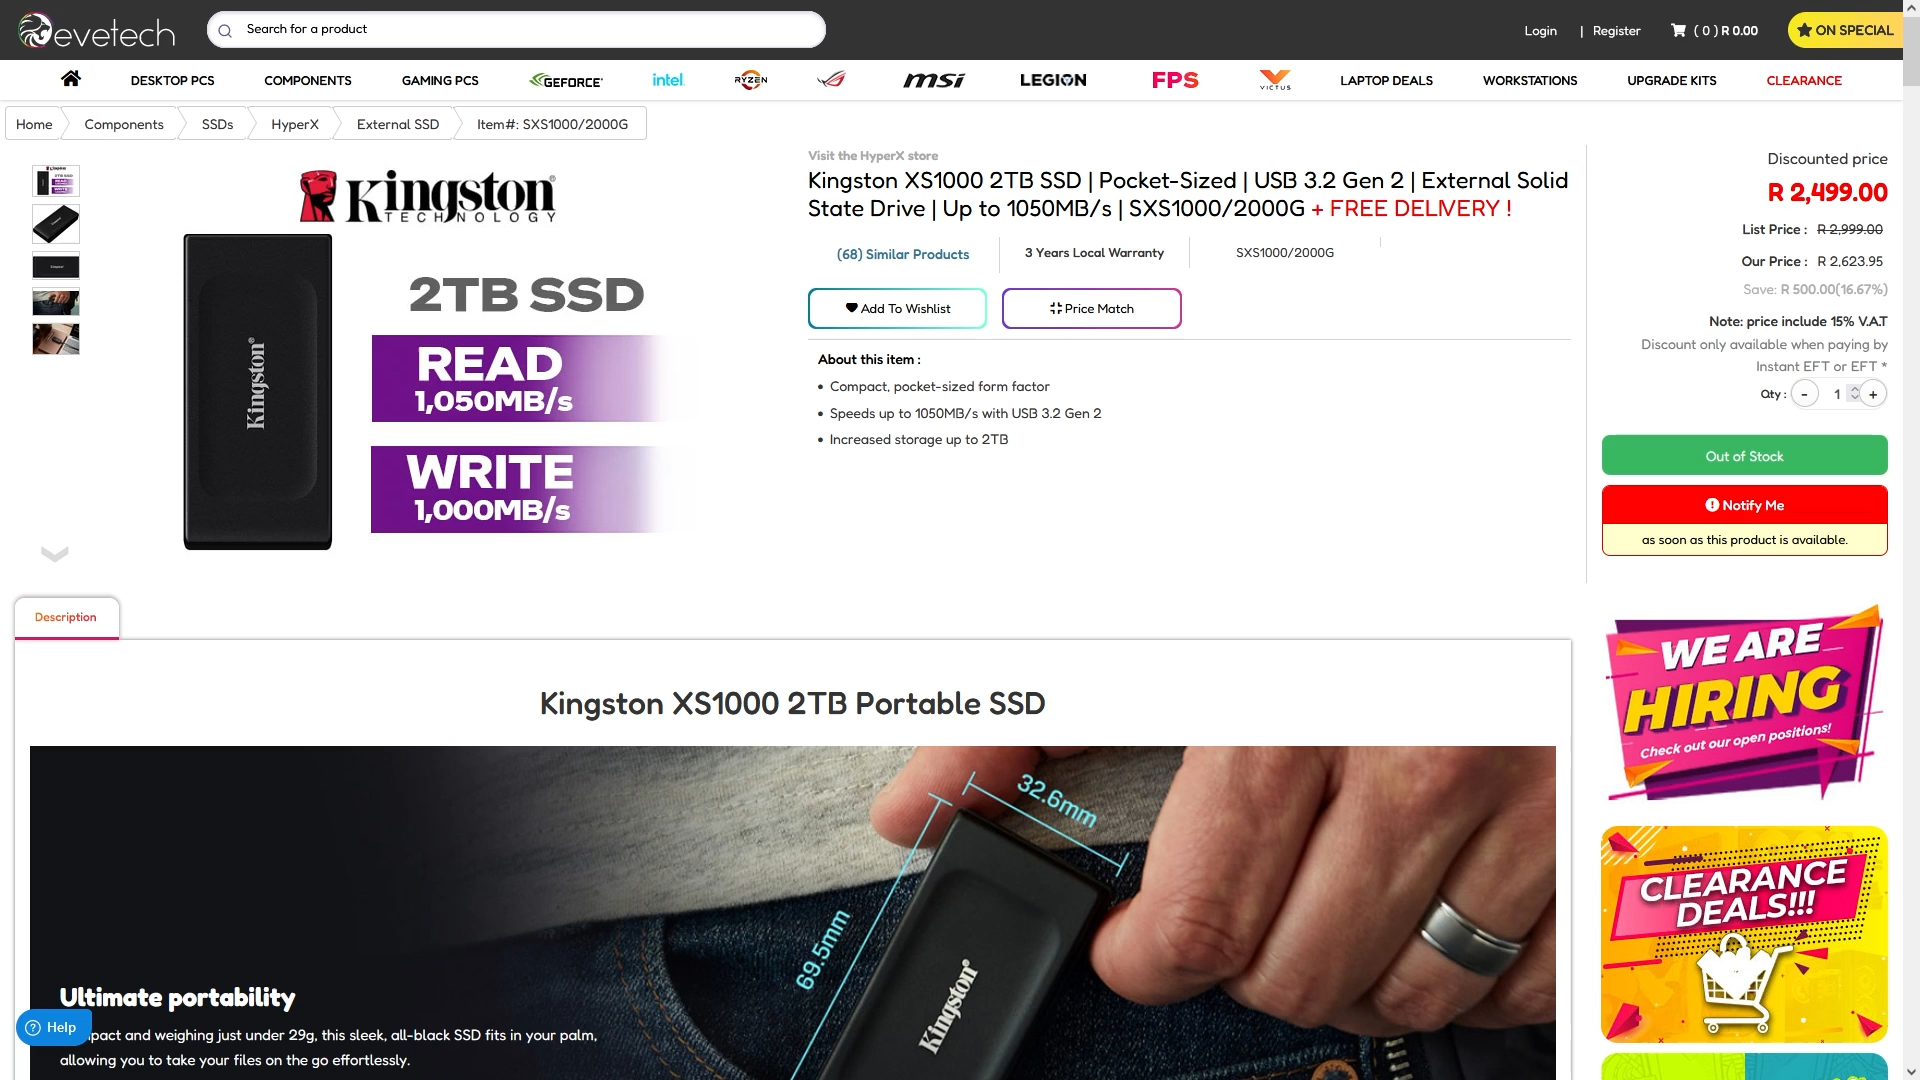 evetech
Search for a product
Login | Register
( 0 ) R 0.00
ON SPECIAL
DESKTOP PCS
COMPONENTS
GAMING PCS
GEFORCE
intel
RYZEN
msi
LEGION
FPS
VICTUS
LAPTOP DEALS
WORKSTATIONS
UPGRADE KITS
CLEARANCE
Home
Components
SSDs
HyperX
External SSD
Item#: SXS1000/2000G
Kingston
TECHNOLOGY
2TB SSD
Kingston
READ
1,050MB/s
WRITE
1,000MB/s
Visit the HyperX store
Kingston XS1000 2TB SSD | Pocket-Sized | USB 3.2 Gen 2 | External Solid
State Drive | Up to 1050MB/s | SXS1000/2000G + FREE DELIVERY !
(68) Similar Products
3 Years Local Warranty
SXS1000/2000G
Add To Wishlist
Price Match
About this item :
Compact, pocket-sized form factor
Speeds up to 1050MB/s with USB 3.2 Gen 2
Increased storage up to 2TB
Discounted price
R 2,499.00
List Price : R 2,999.00
Our Price : R 2,623.95
Save: R 500.00(16.67%)
Note: price include 15% V.A.T
Discount only available when paying by
Instant EFT or EFT *
Qty : - 1 +
Out of Stock
Notify Me
as soon as this product is available.
Description
Kingston XS1000 2TB Portable SSD
32.6mm
69.5mm
Kingston
Ultimate portability
pact and weighing just under 29g, this sleek, all-black SSD fits in your palm,
allowing you to take your files on the go effortlessly.
Help
WE ARE
HIRING
Check out our open positions!
CLEARANCE
DEALS!!!